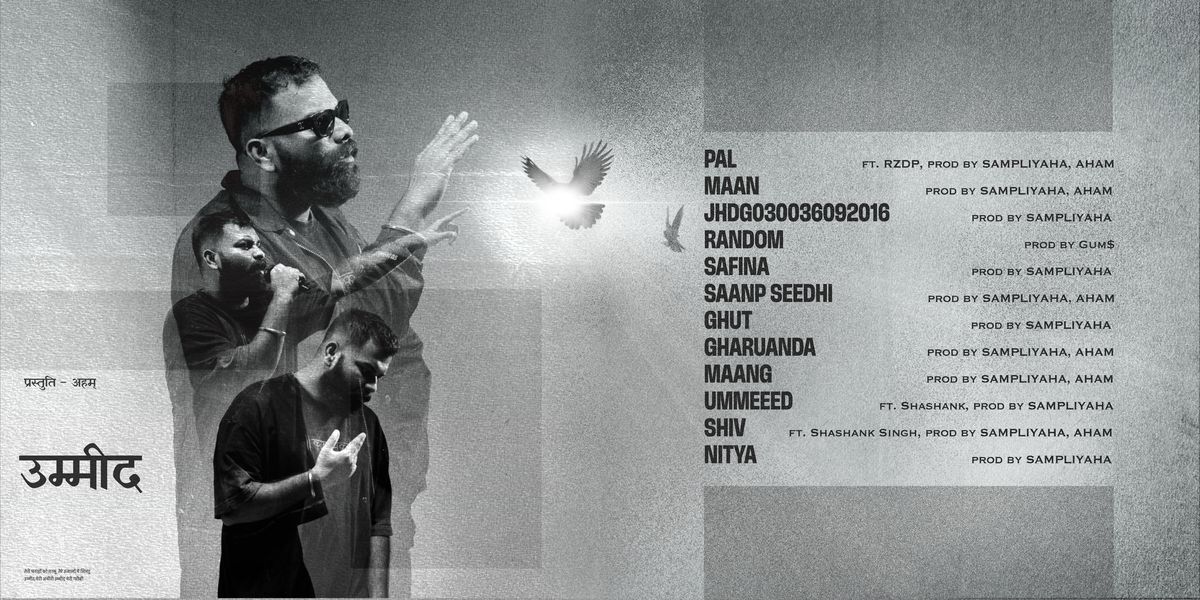 प्रस्तुति - अहम्
उम्मीद
PAL FT. RZDP, PROD BY SAMPLIYAHA, AHAM
MAAN PROD BY SAMPLIYAHA, AHAM
JHDG030036092016 PROD BY SAMPLIYAHA
RANDOM PROD BY GUM$
SAFINA PROD BY SAMPLIYAHA
SAANP SEEDHI PROD BY SAMPLIYAHA, AHAM
GHUT PROD BY SAMPLIYAHA
GHARUANDA PROD BY SAMPLIYAHA, AHAM
MAANG PROD BY SAMPLIYAHA, AHAM
UMMEEED FT. SHASHANK, PROD BY SAMPLIYAHA
SHIV FT. SHASHANK SINGH, PROD BY SAMPLIYAHA, AHAM
NITYA PROD BY SAMPLIYAHA